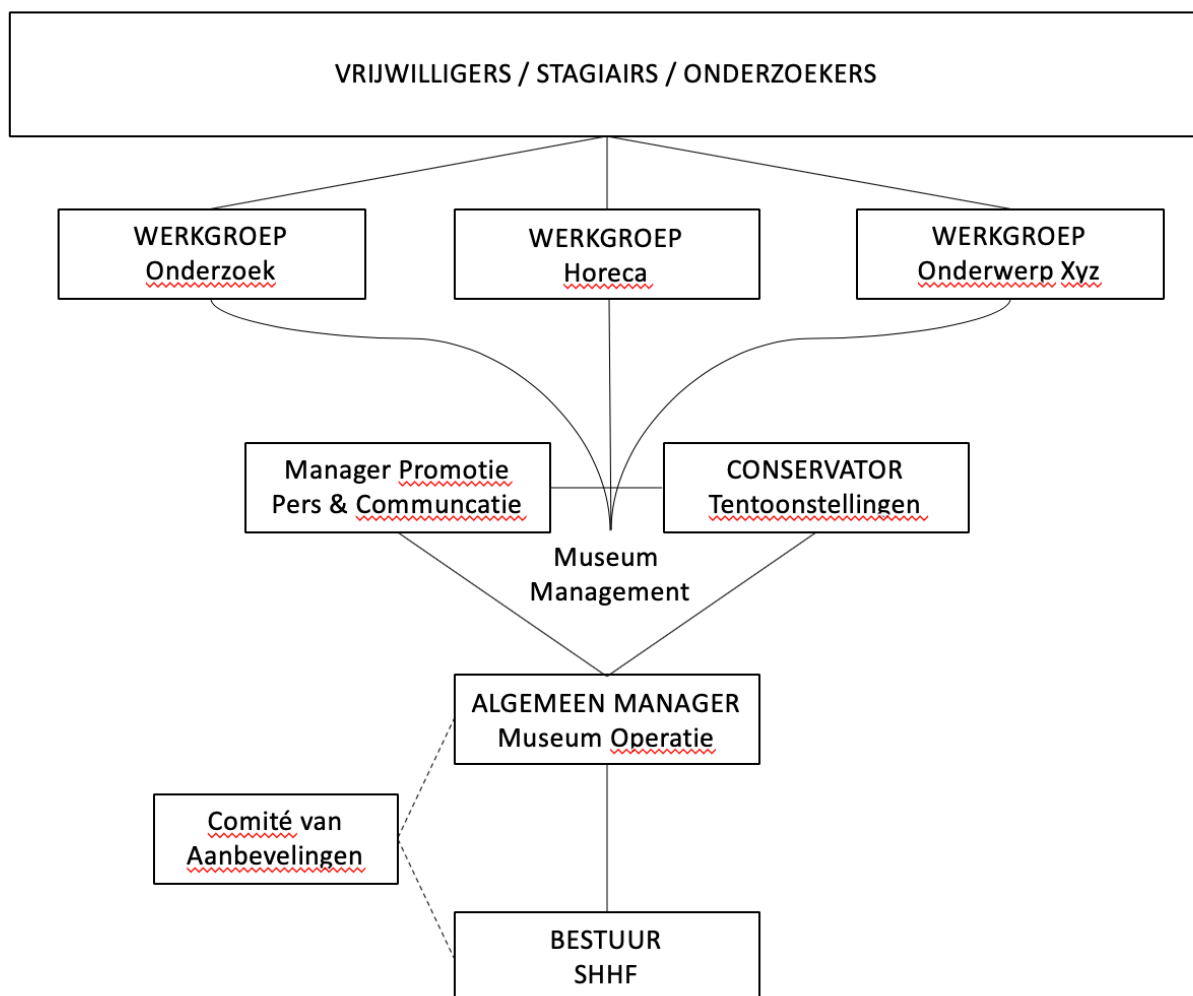 VRIJWILLIGERS / STAGIAIRS / ONDERZOEKERS
WERKGROEP
Onderzoek
WERKGROEP
Horeca
WERKGROEP
Onderwerp Xyz
Manager Promotie
Pers & Communcatie
CONSERVATOR
Tentoonstellingen
Museum
Management
ALGEMEEN MANAGER
Museum Operatie
Comité van
Aanbevelingen
BESTUUR
SHHF